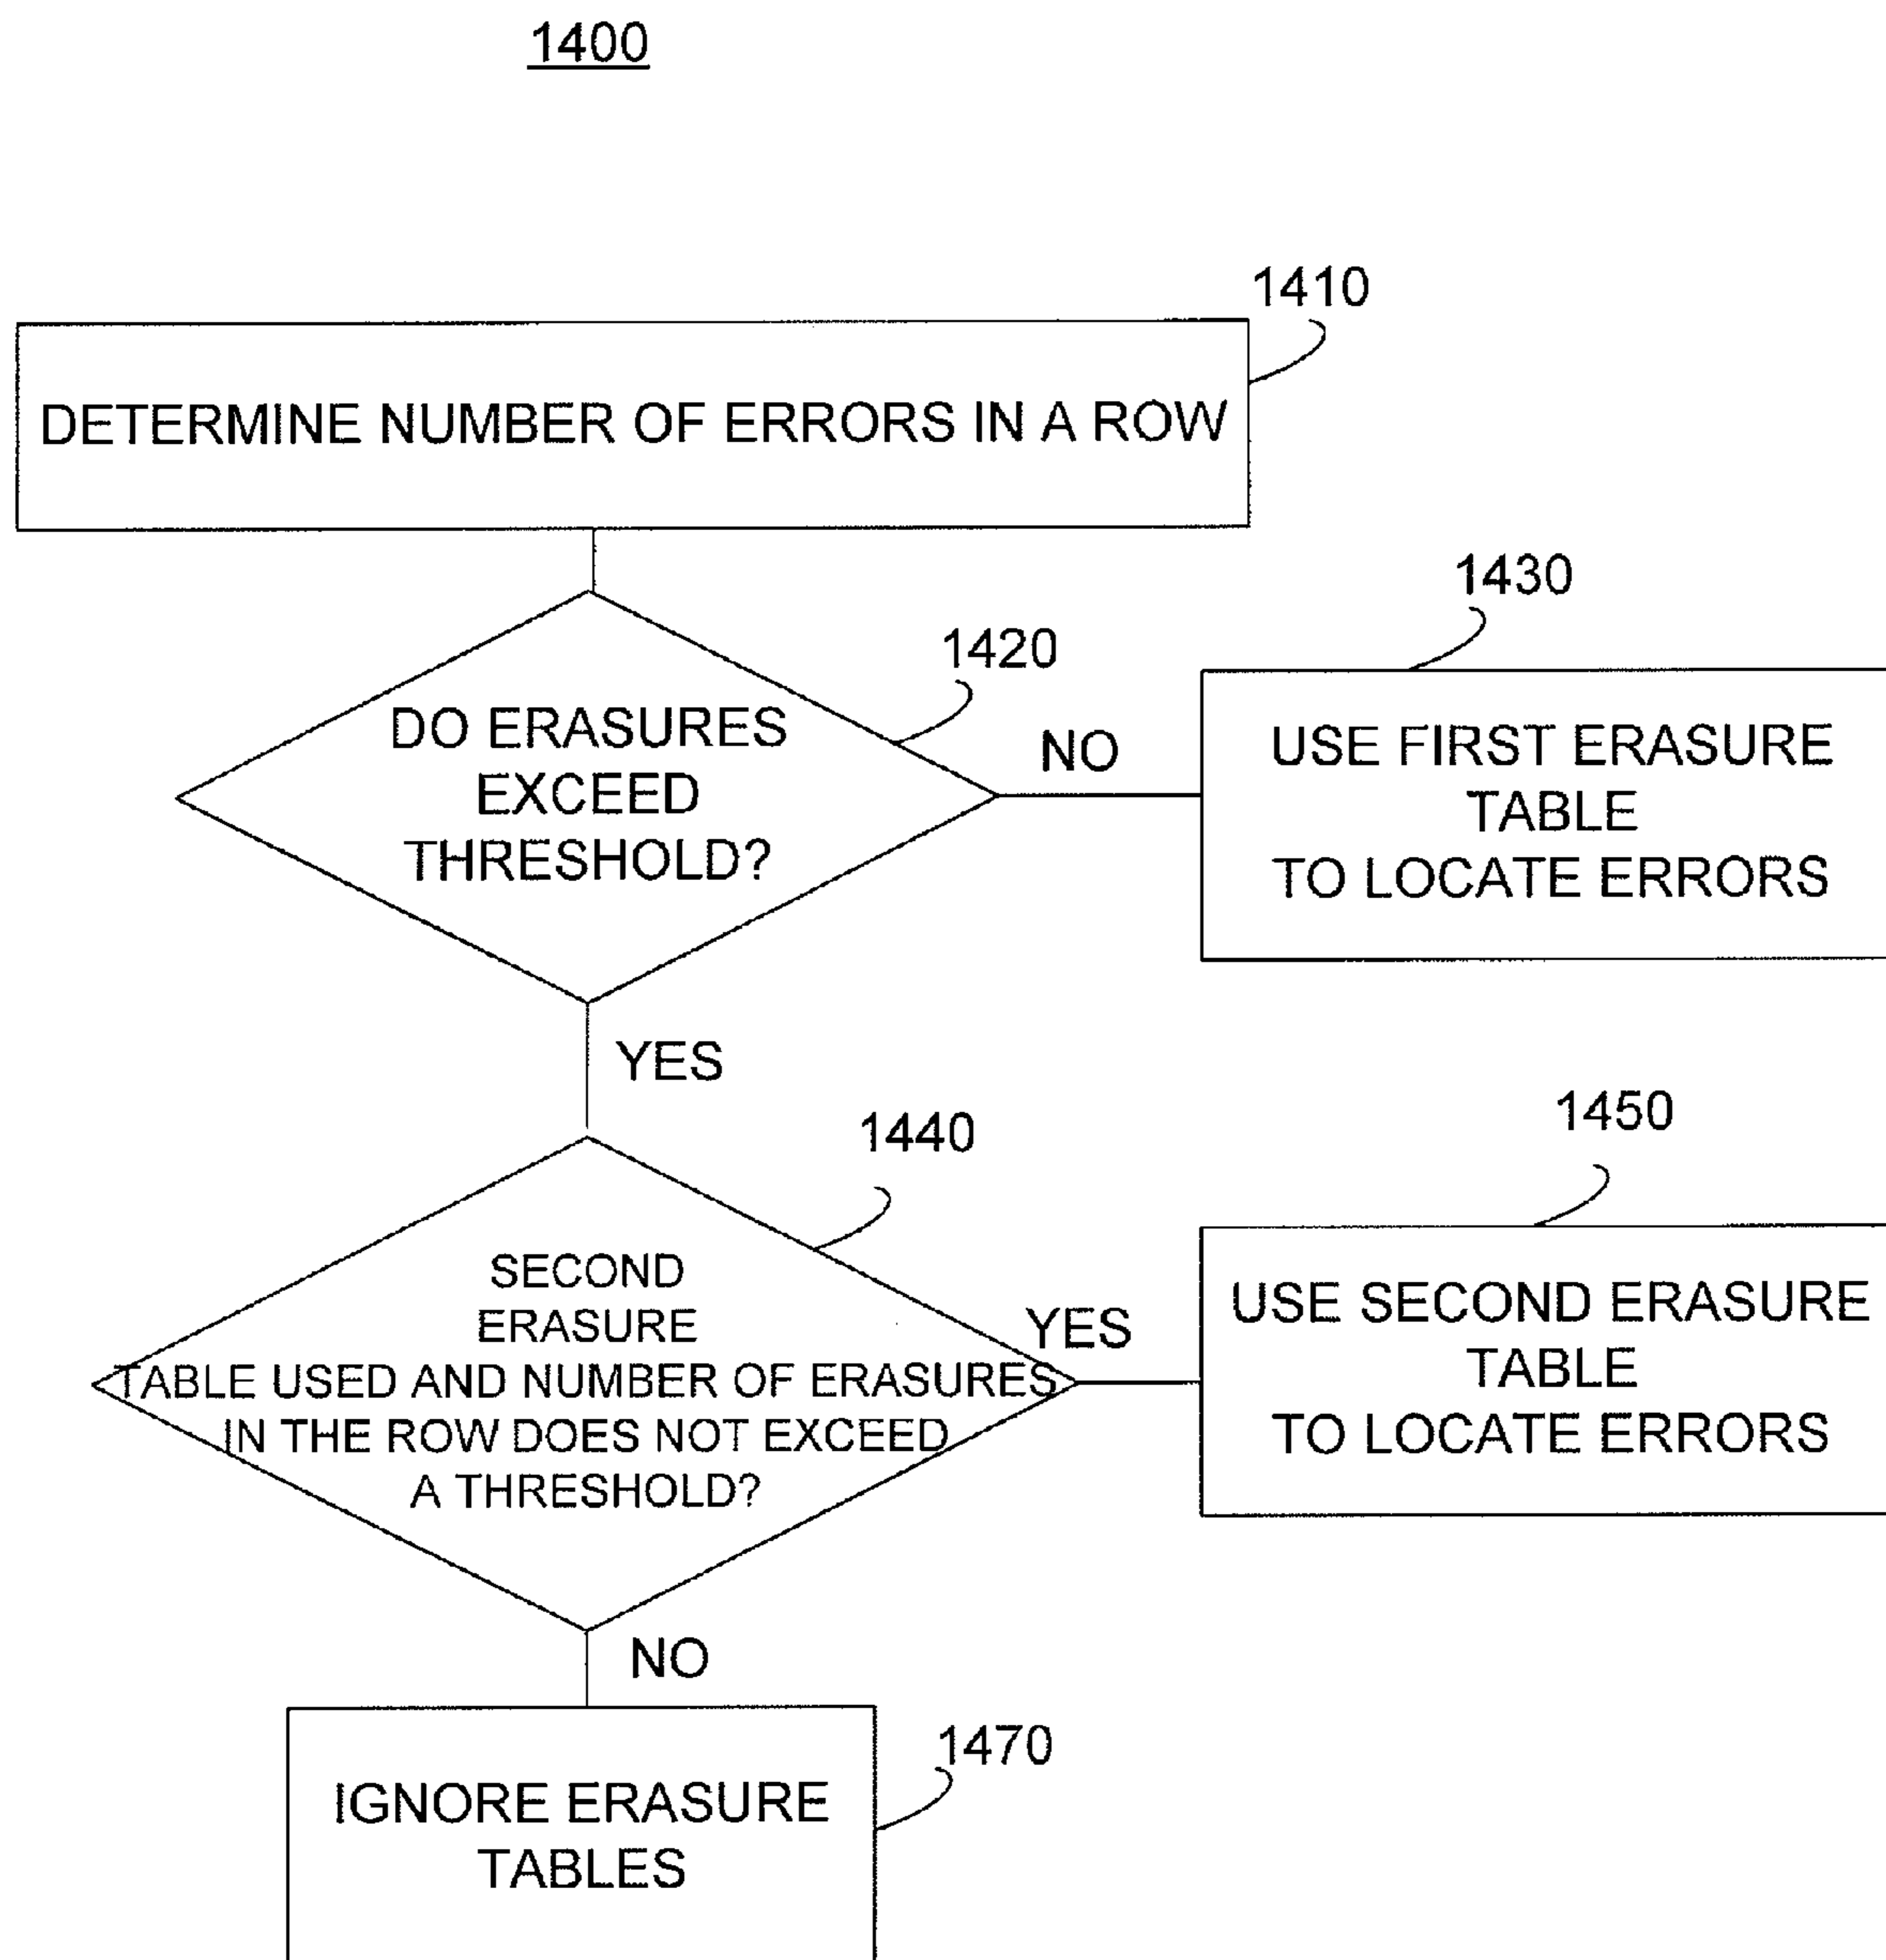 1400
1410
DETERMINE NUMBER OF ERRORS IN A ROW
1420
DO ERASURES
EXCEED
THRESHOLD?
NO
1430
USE FIRST ERASURE
TABLE
TO LOCATE ERRORS
YES
1440
SECOND
ERASURE
TABLE USED AND NUMBER OF ERASURES
IN THE ROW DOES NOT EXCEED
A THRESHOLD?
YES
1450
USE SECOND ERASURE
TABLE
TO LOCATE ERRORS
NO
1470
IGNORE ERASURE
TABLES